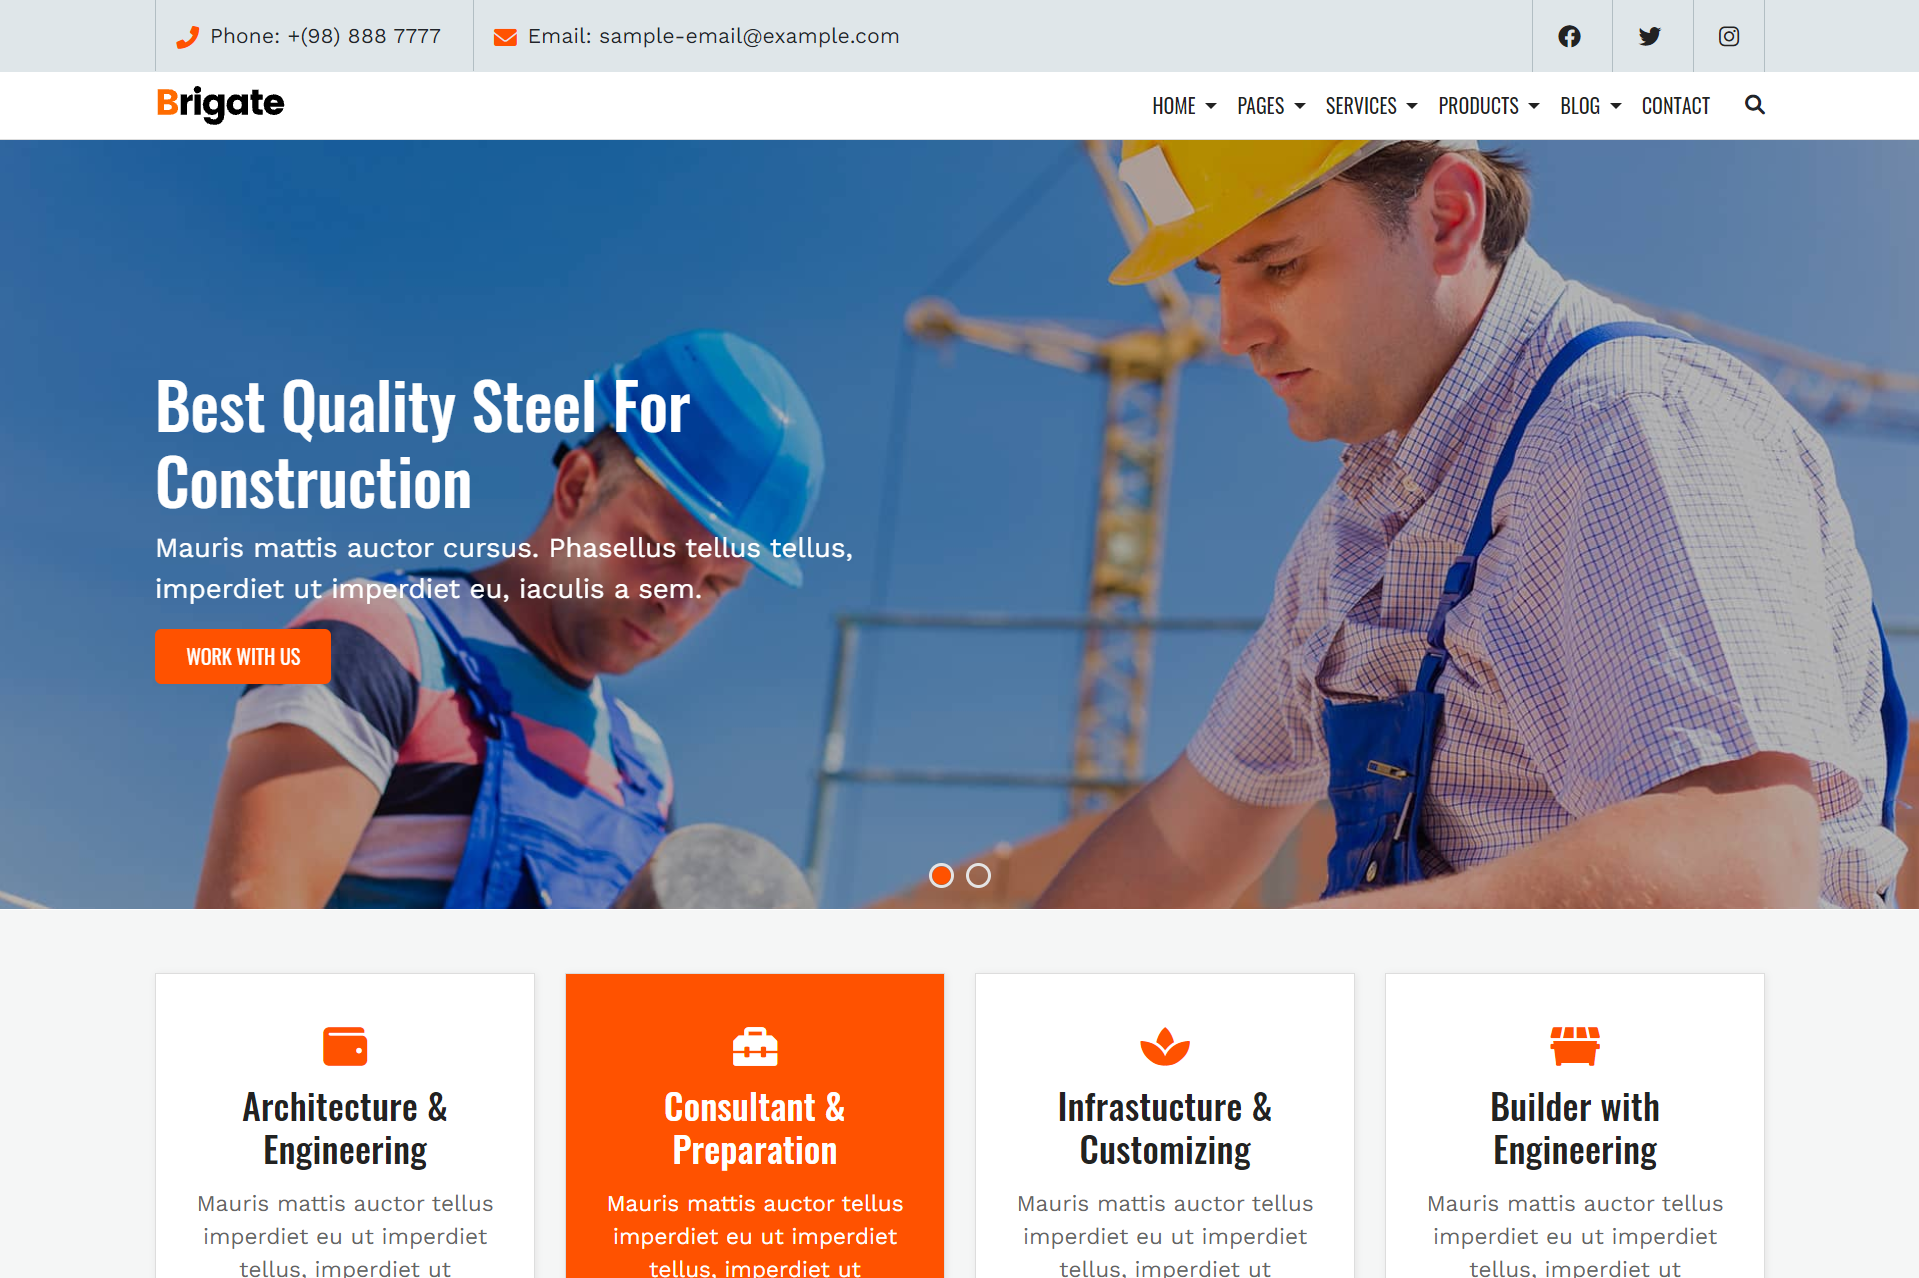 Phone: +(98) 888 7777
Email: sample-email@example.com
Brigate
HOME
PAGES
SERVICES
PRODUCTS
BLOG
CONTACT
Best Quality Steel For
Construction
Mauris mattis auctor cursus. Phasellus tellus tellus,
imperdiet ut imperdiet eu, iaculis a sem.
WORK WITH US
Architecture &
Engineering
Mauris mattis auctor tellus
imperdiet eu ut imperdiet
tellus, imperdiet ut
Consultant &
Preparation
Mauris mattis auctor tellus
imperdiet eu ut imperdiet
tellus, imperdiet ut
Infrastucture &
Customizing
Mauris mattis auctor tellus
imperdiet eu ut imperdiet
tellus, imperdiet ut
Builder with
Engineering
Mauris mattis auctor tellus
imperdiet eu ut imperdiet
tellus, imperdiet ut